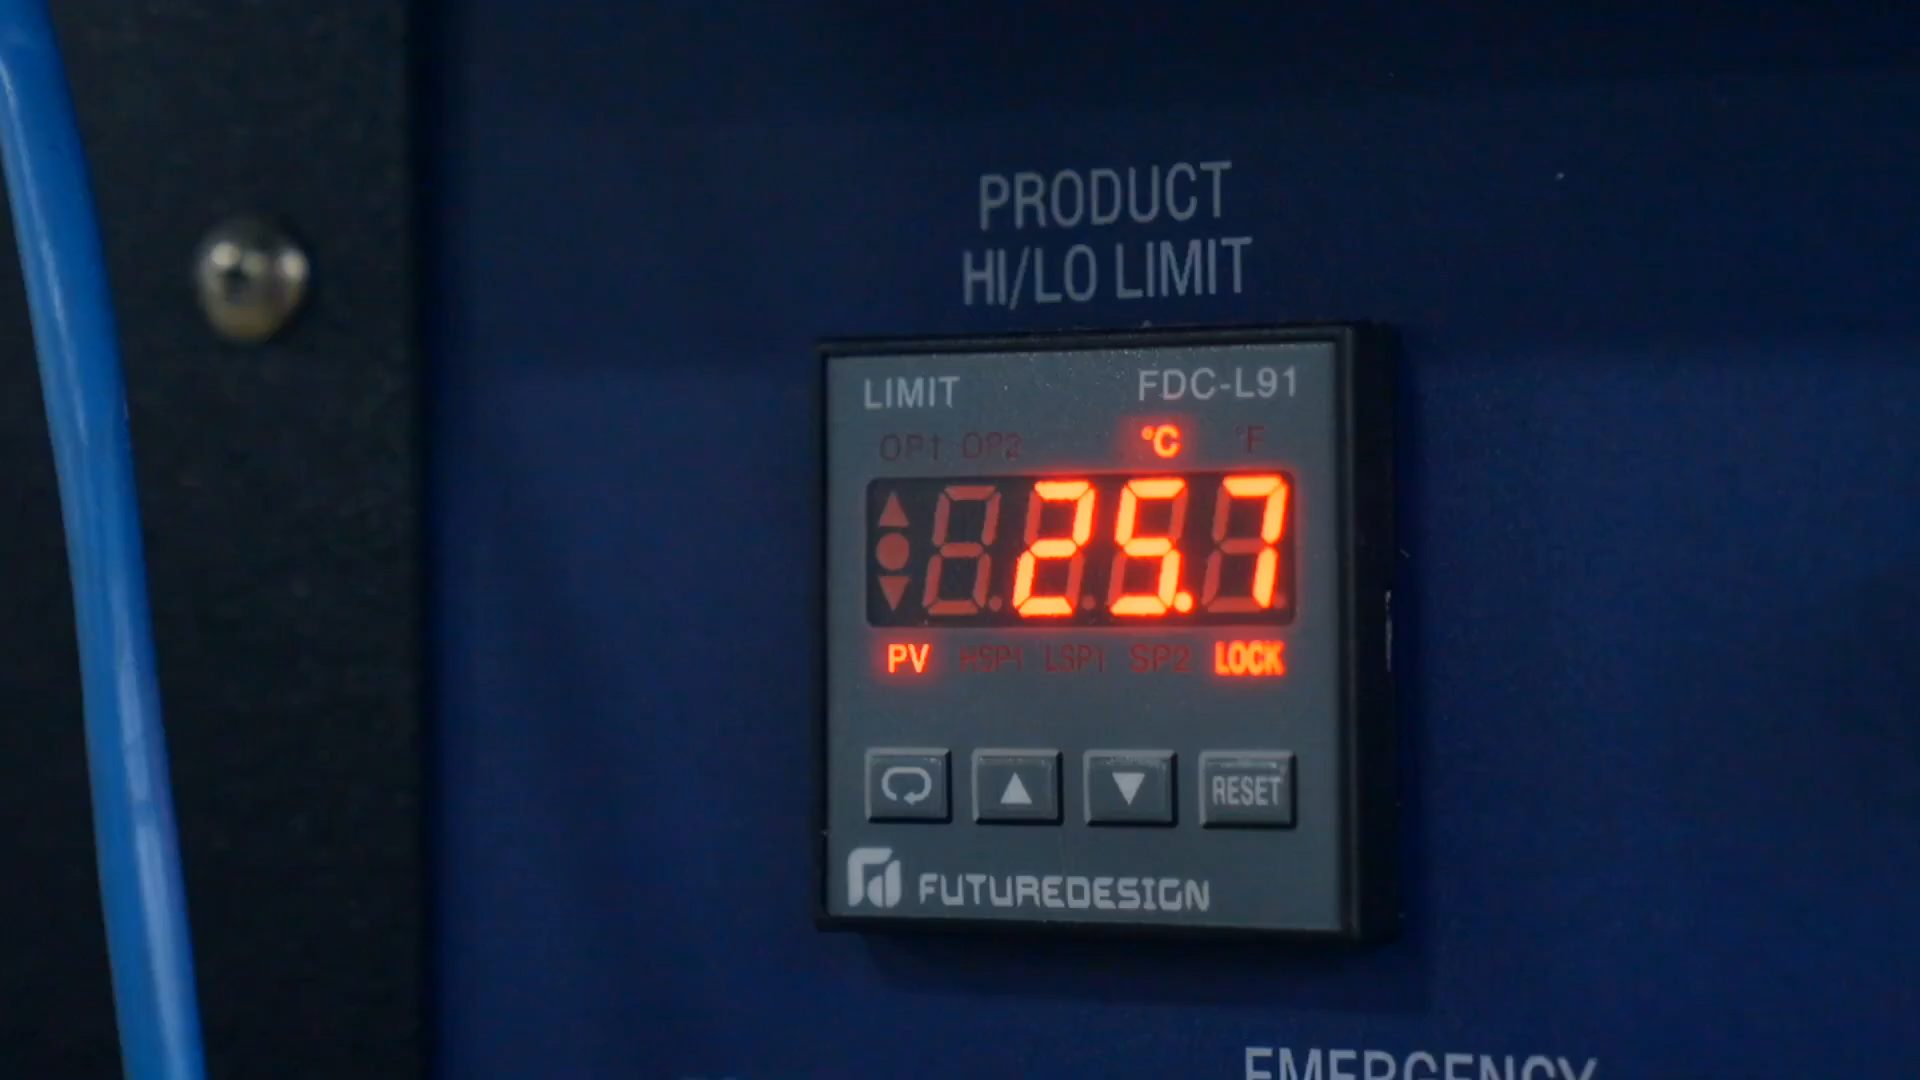 PRODUCT
HI/LO LIMIT
LIMIT FDC-L91
OP1 OP2 °C °F
25.7
PV HSP1 LSP1 SP2 LOCK
RESET
FUTUREDESIGN
EMERGENCY